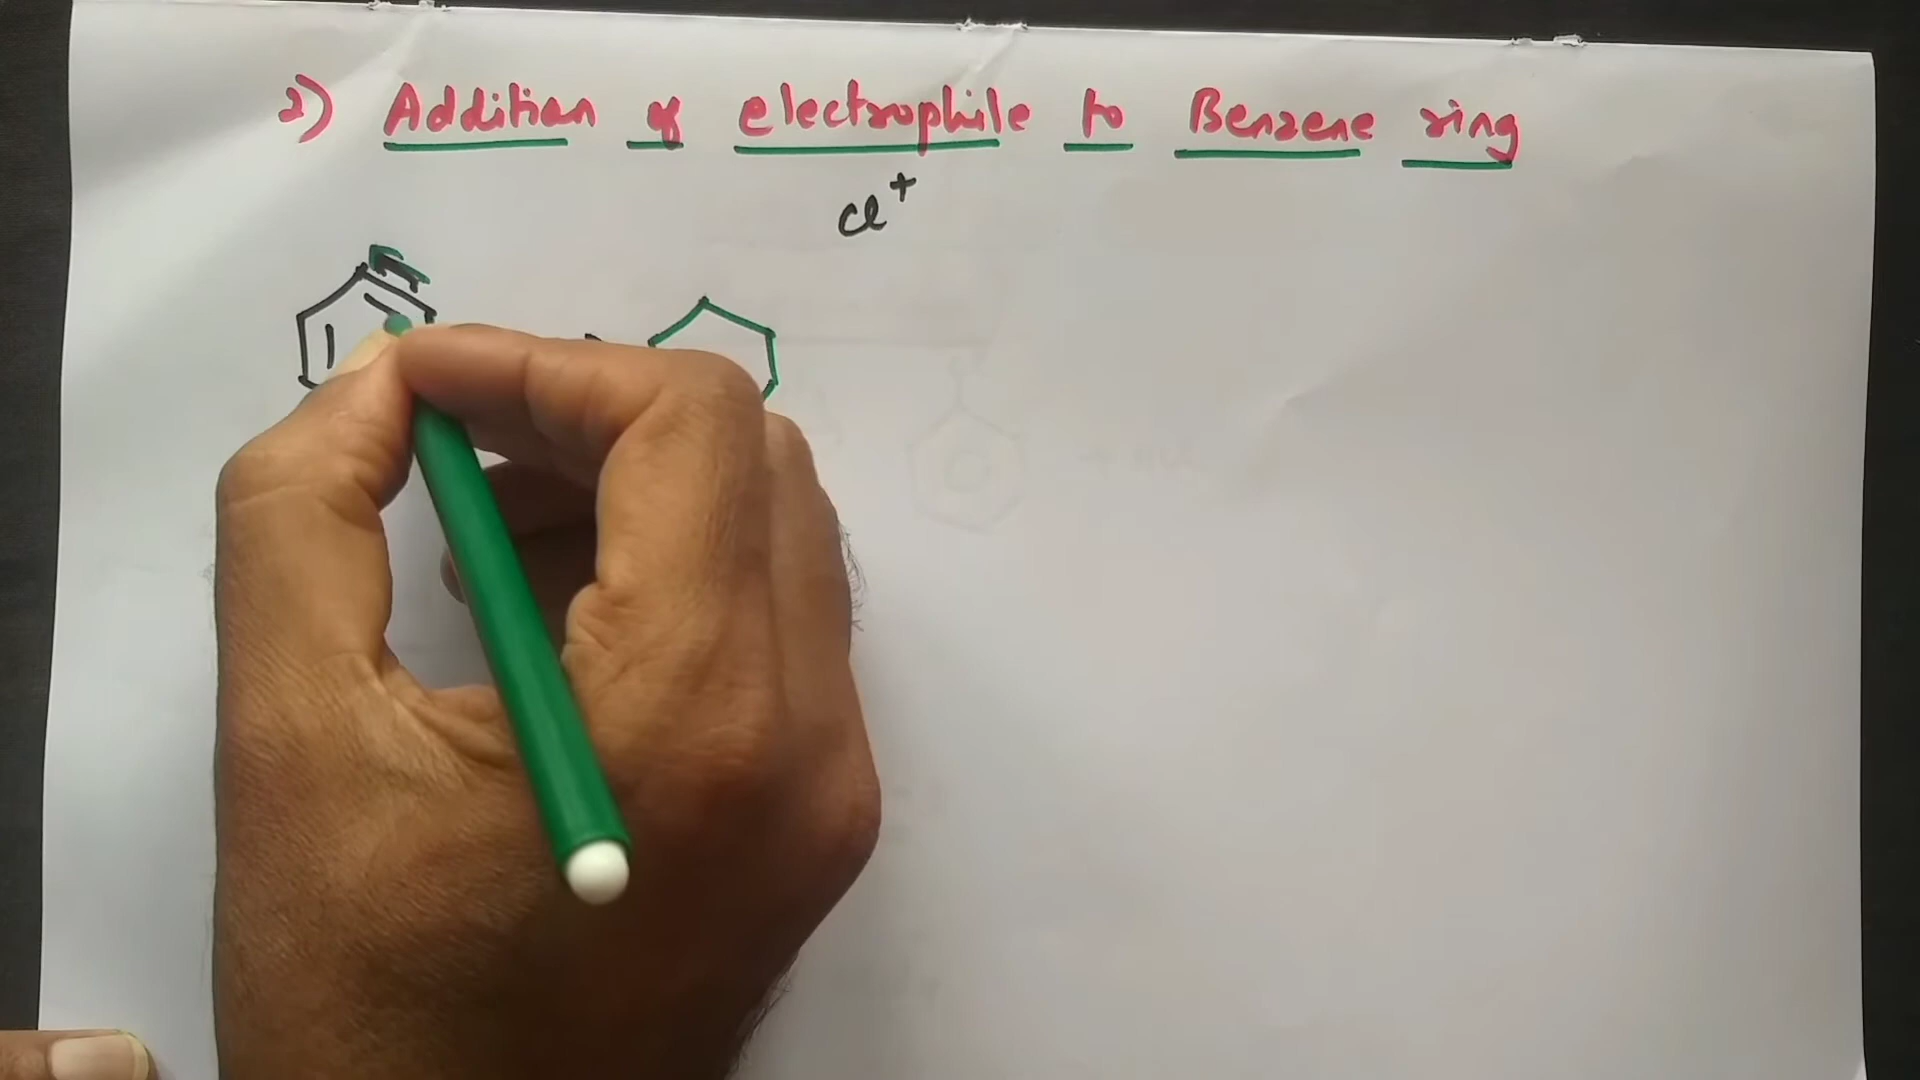 2) Addition of electrophile to Benzene ring
Cl⁺